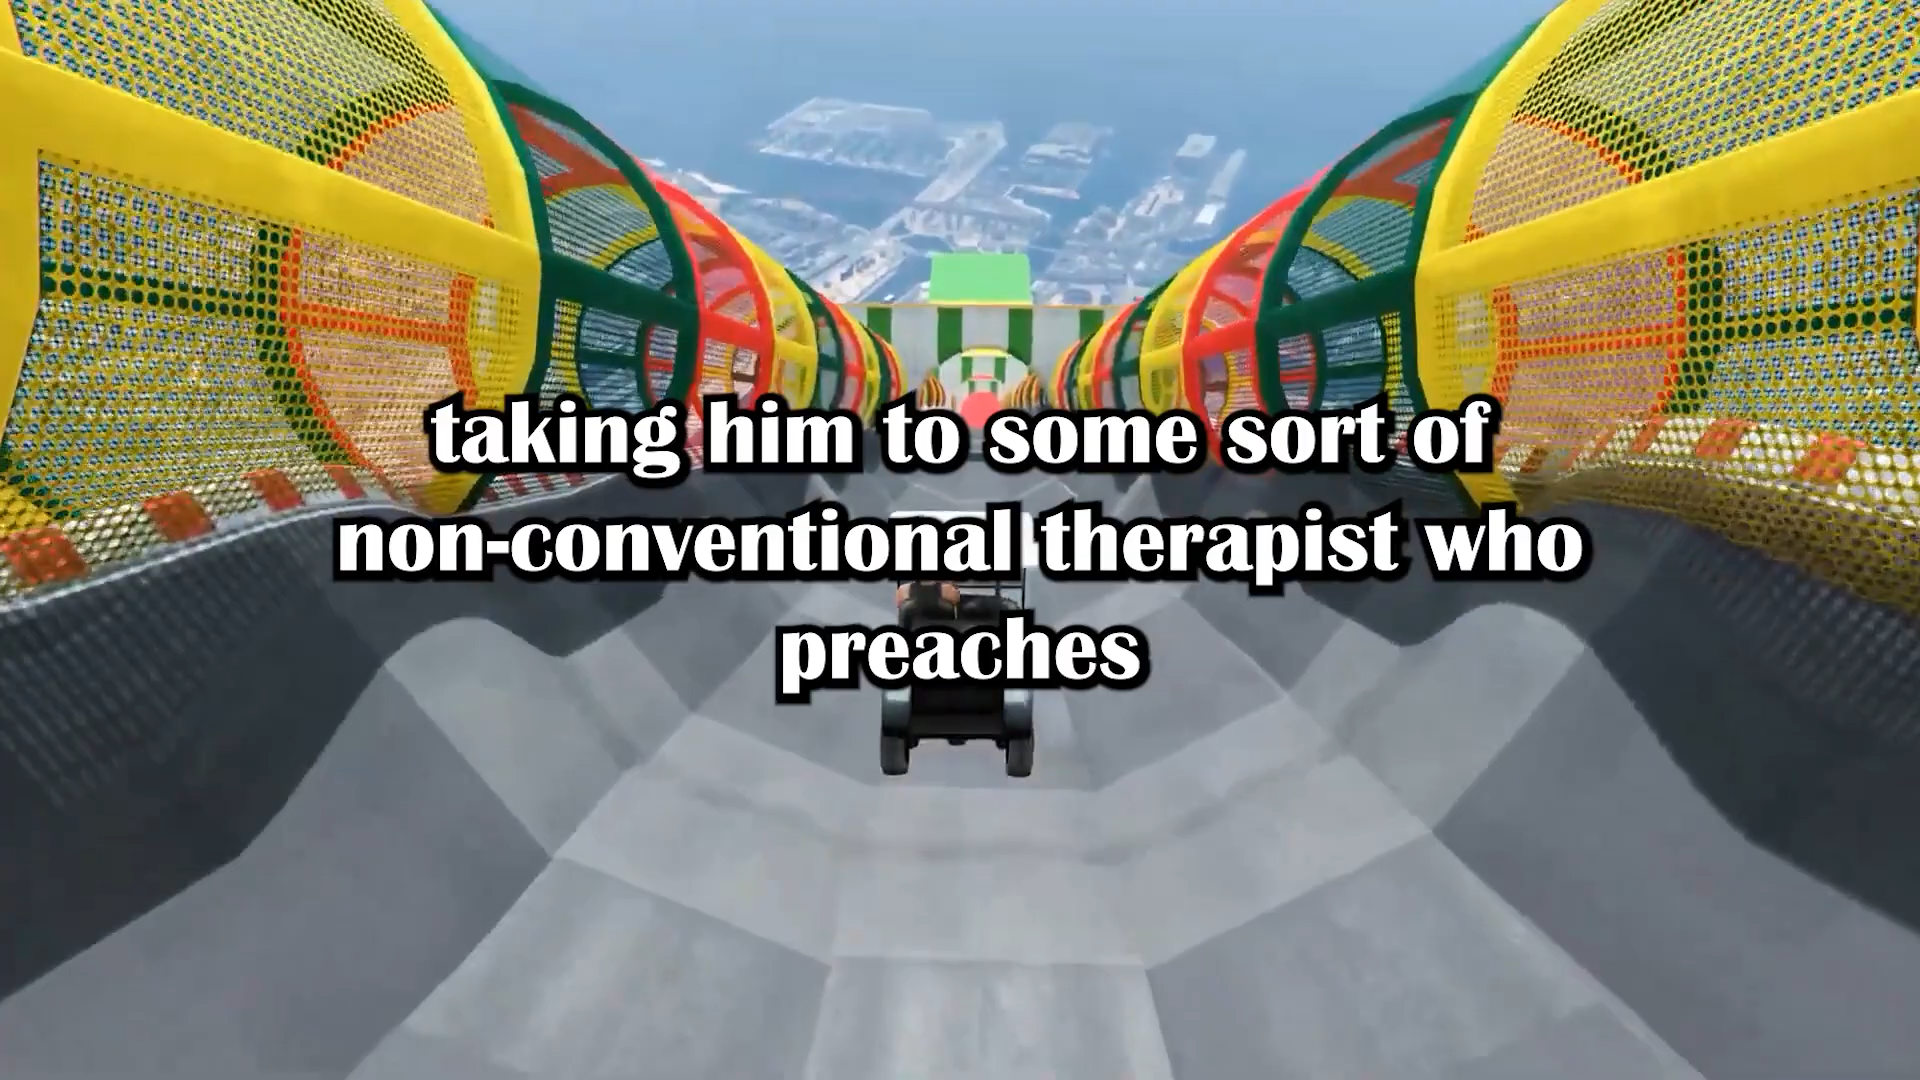 taking him to some sort of
non-conventional therapist who
preaches